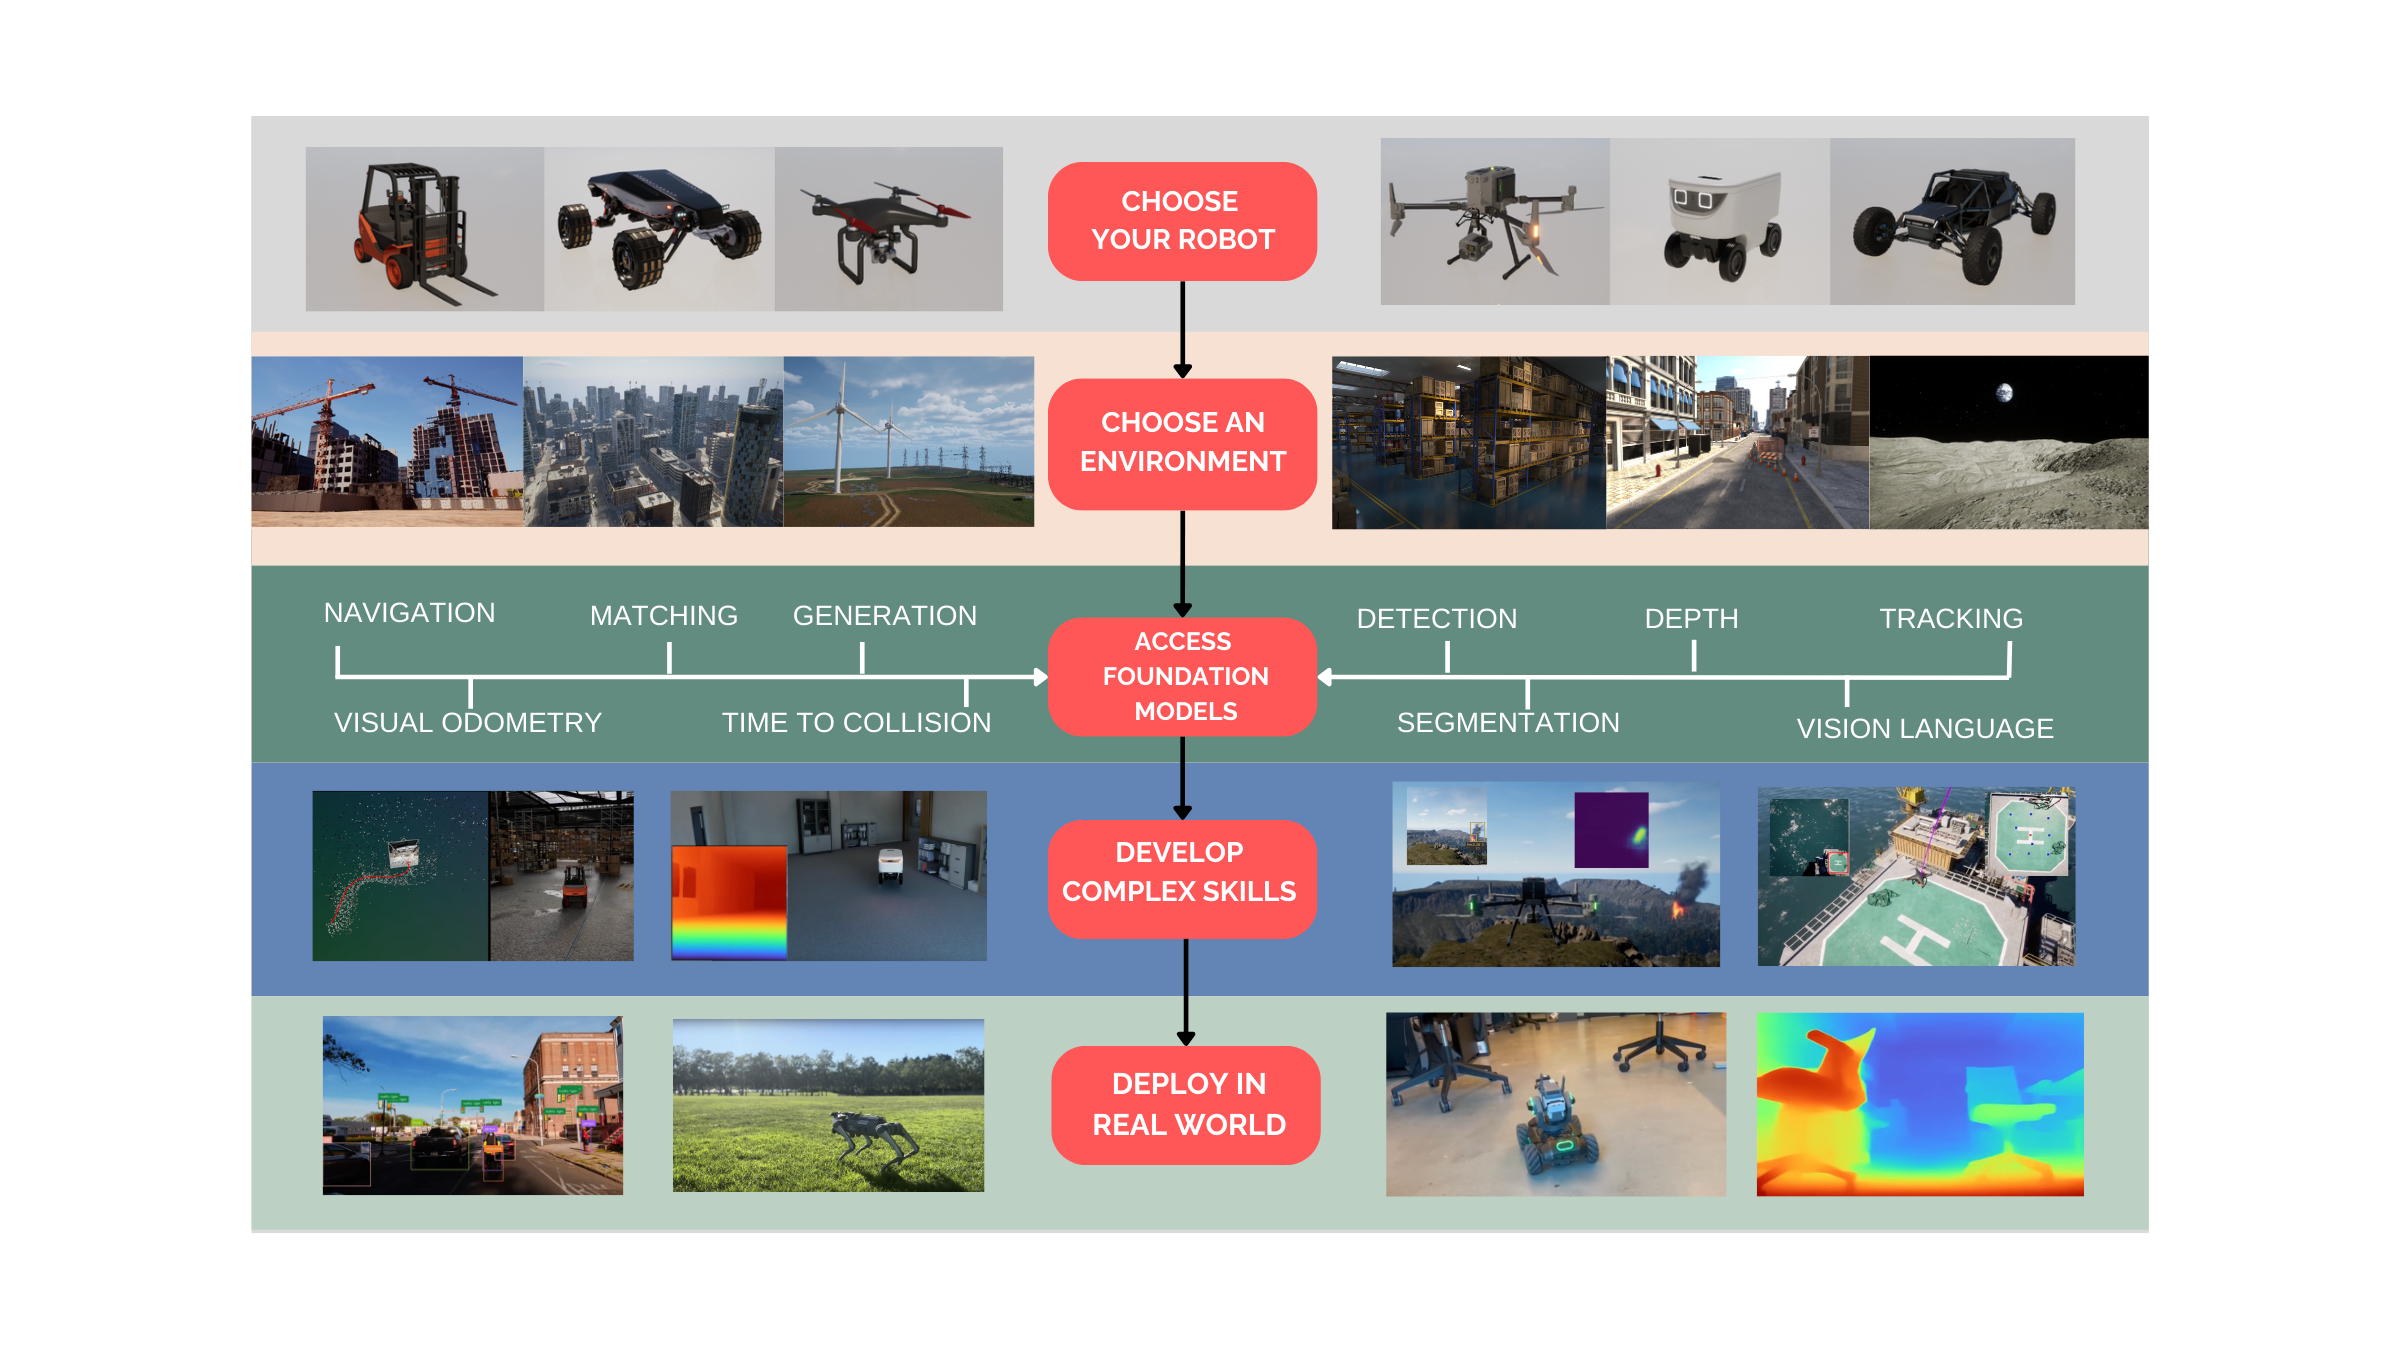 CHOOSE
YOUR ROBOT
CHOOSE AN
ENVIRONMENT
NAVIGATION
MATCHING
GENERATION
VISUAL ODOMETRY
TIME TO COLLISION
ACCESS
FOUNDATION
MODELS
DETECTION
DEPTH
TRACKING
SEGMENTATION
VISION LANGUAGE
DEVELOP
COMPLEX SKILLS
H
H
DEPLOY IN
REAL WORLD